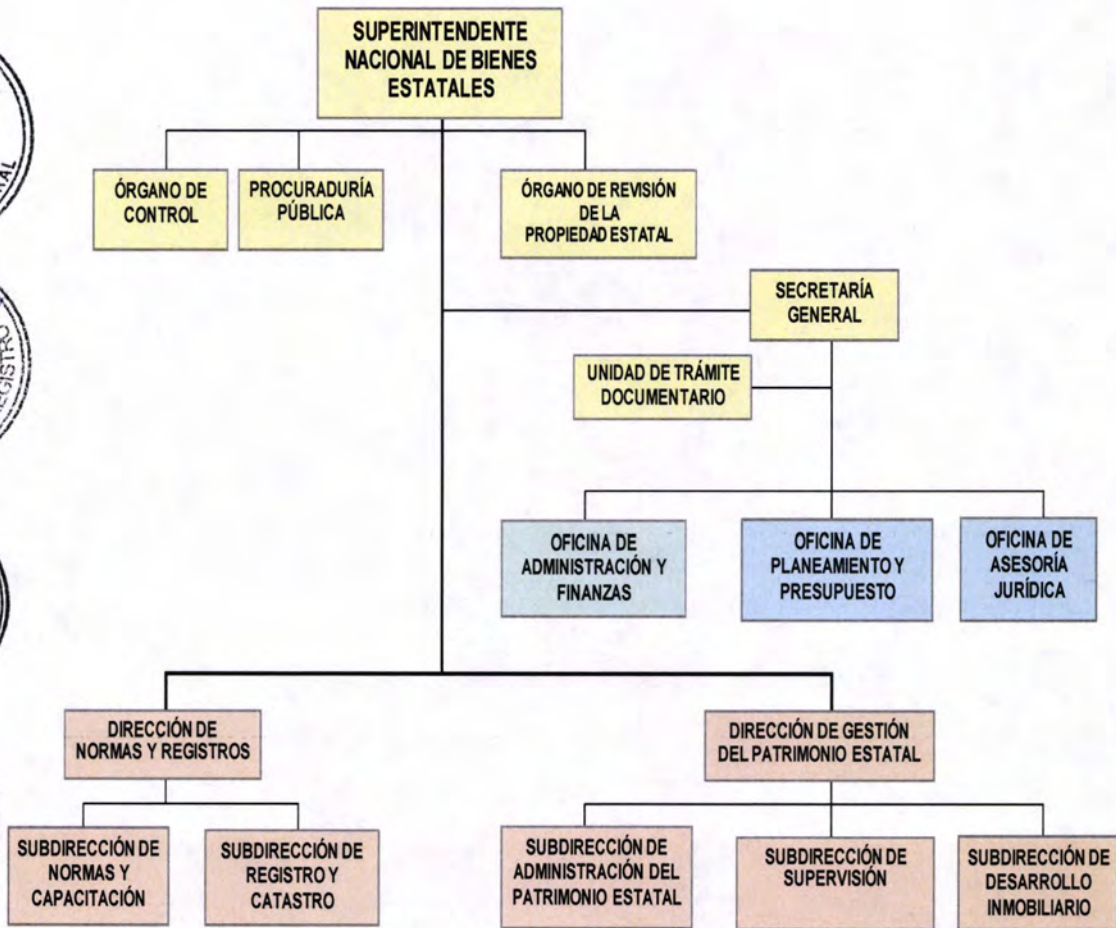 SUPERINTENDENTE
NACIONAL DE BIENES
ESTATALES
ÓRGANO DE
CONTROL
PROCURADURÍA
PÚBLICA
ÓRGANO DE REVISIÓN
DE LA
PROPIEDAD ESTATAL
SECRETARÍA
GENERAL
UNIDAD DE TRÁMITE
DOCUMENTARIO
OFICINA DE
ADMINISTRACIÓN Y
FINANZAS
OFICINA DE
PLANEAMIENTO Y
PRESUPUESTO
OFICINA DE
ASESORÍA
JURÍDICA
DIRECCIÓN DE
NORMAS Y REGISTROS
DIRECCIÓN DE GESTIÓN
DEL PATRIMONIO ESTATAL
SUBDIRECCIÓN DE
NORMAS Y
CAPACITACIÓN
SUBDIRECCIÓN DE
REGISTRO Y
CATASTRO
SUBDIRECCIÓN DE
ADMINISTRACIÓN DEL
PATRIMONIO ESTATAL
SUBDIRECCIÓN DE
SUPERVISIÓN
SUBDIRECCIÓN DE
DESARROLLO
INMOBILIARIO